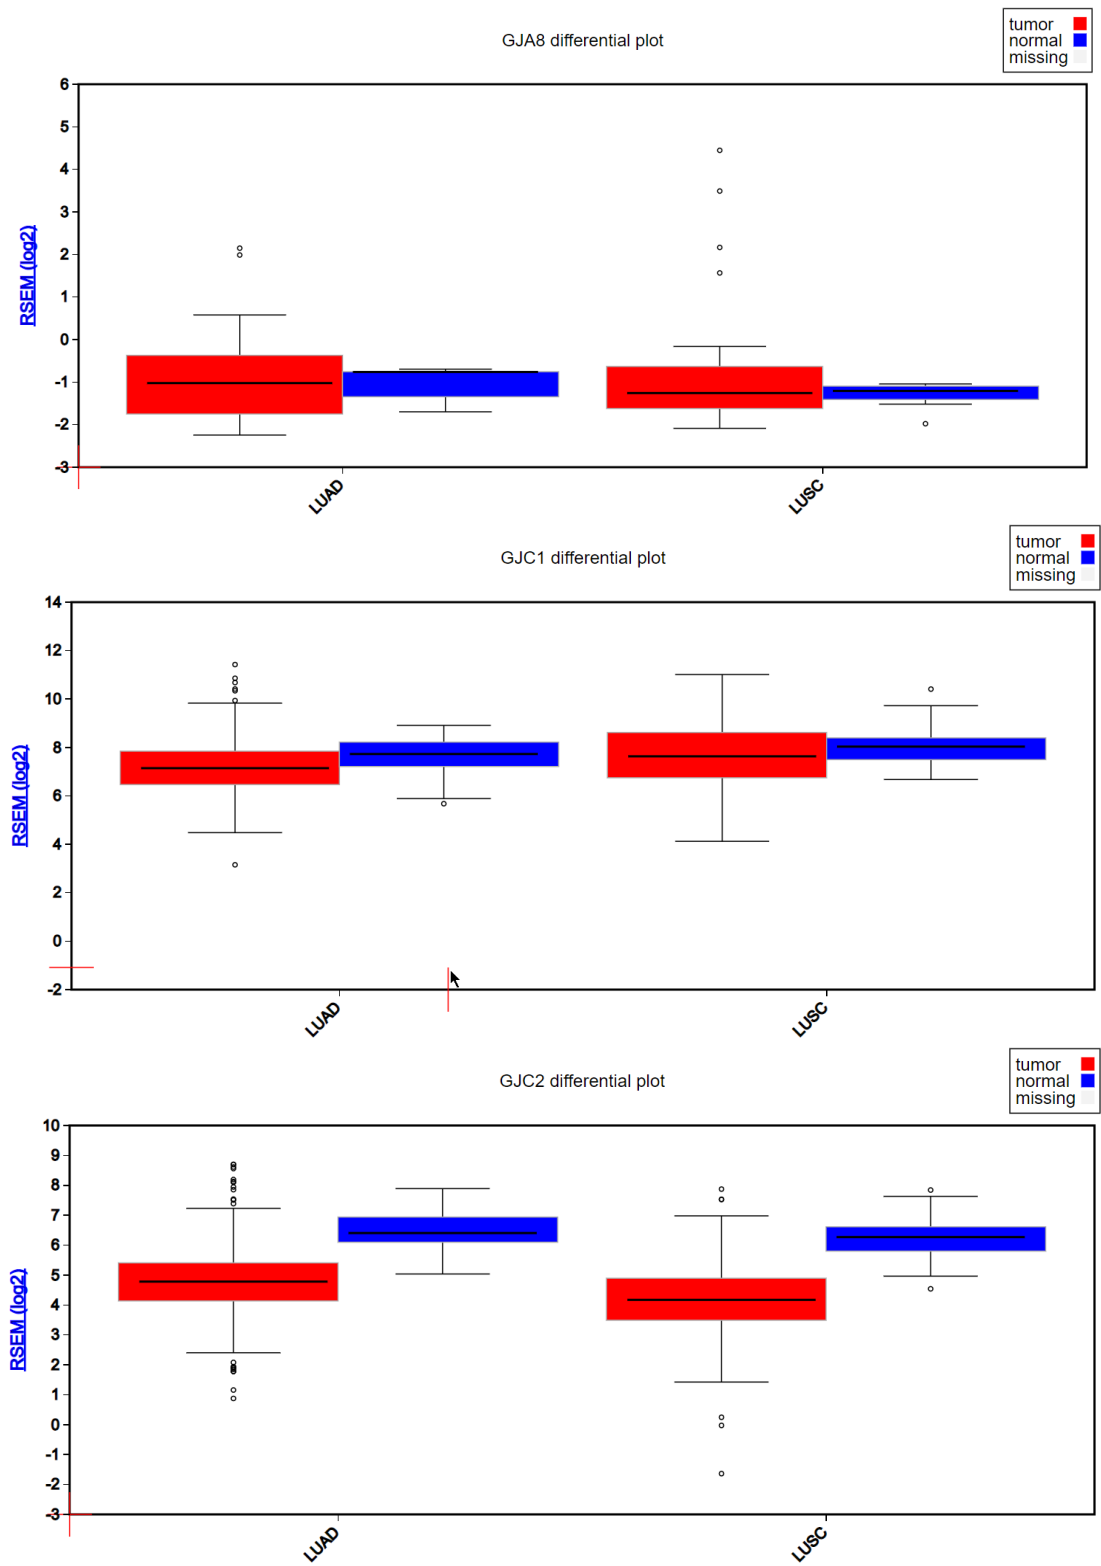 GJA8 differential plot
tumor
normal
missing
6
5
4
3
2
1
0
-1
-2
-3
RSEM (log2)
LUAD
LUSC
GJC1 differential plot
tumor
normal
missing
14
12
10
8
6
4
2
0
-2
RSEM (log2)
LUAD
LUSC
GJC2 differential plot
tumor
normal
missing
10
9
8
7
6
5
4
3
2
1
0
-1
-2
-3
RSEM (log2)
LUAD
LUSC